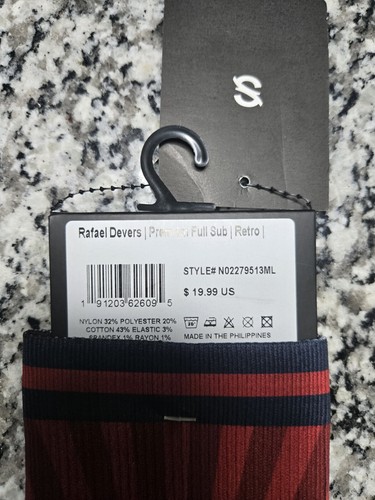 Rafael Devers | Premium Full Sub | Retro |
STYLE# N02279513ML
$ 19.99 US
1 91203 62609 5
NYLON 32% POLYESTER 20%
COTTON 43% ELASTIC 3%
SPANDEX 1% RAYON 1%
MADE IN THE PHILIPPINES